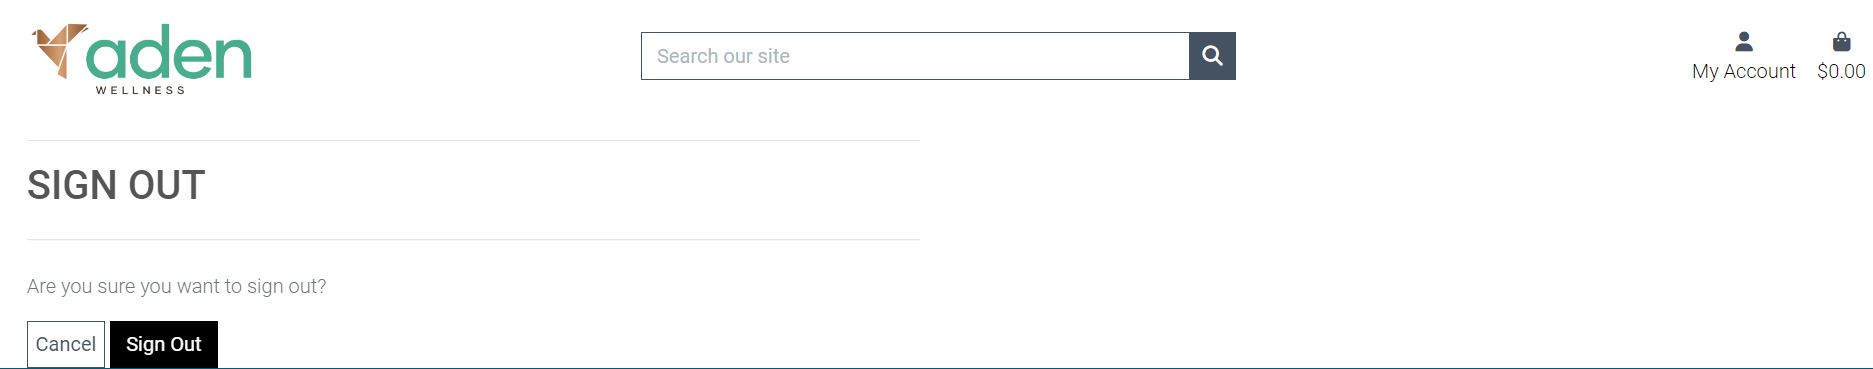 aden
WELLNESS
Search our site
My Account
$0.00
SIGN OUT
Are you sure you want to sign out?
Cancel
Sign Out